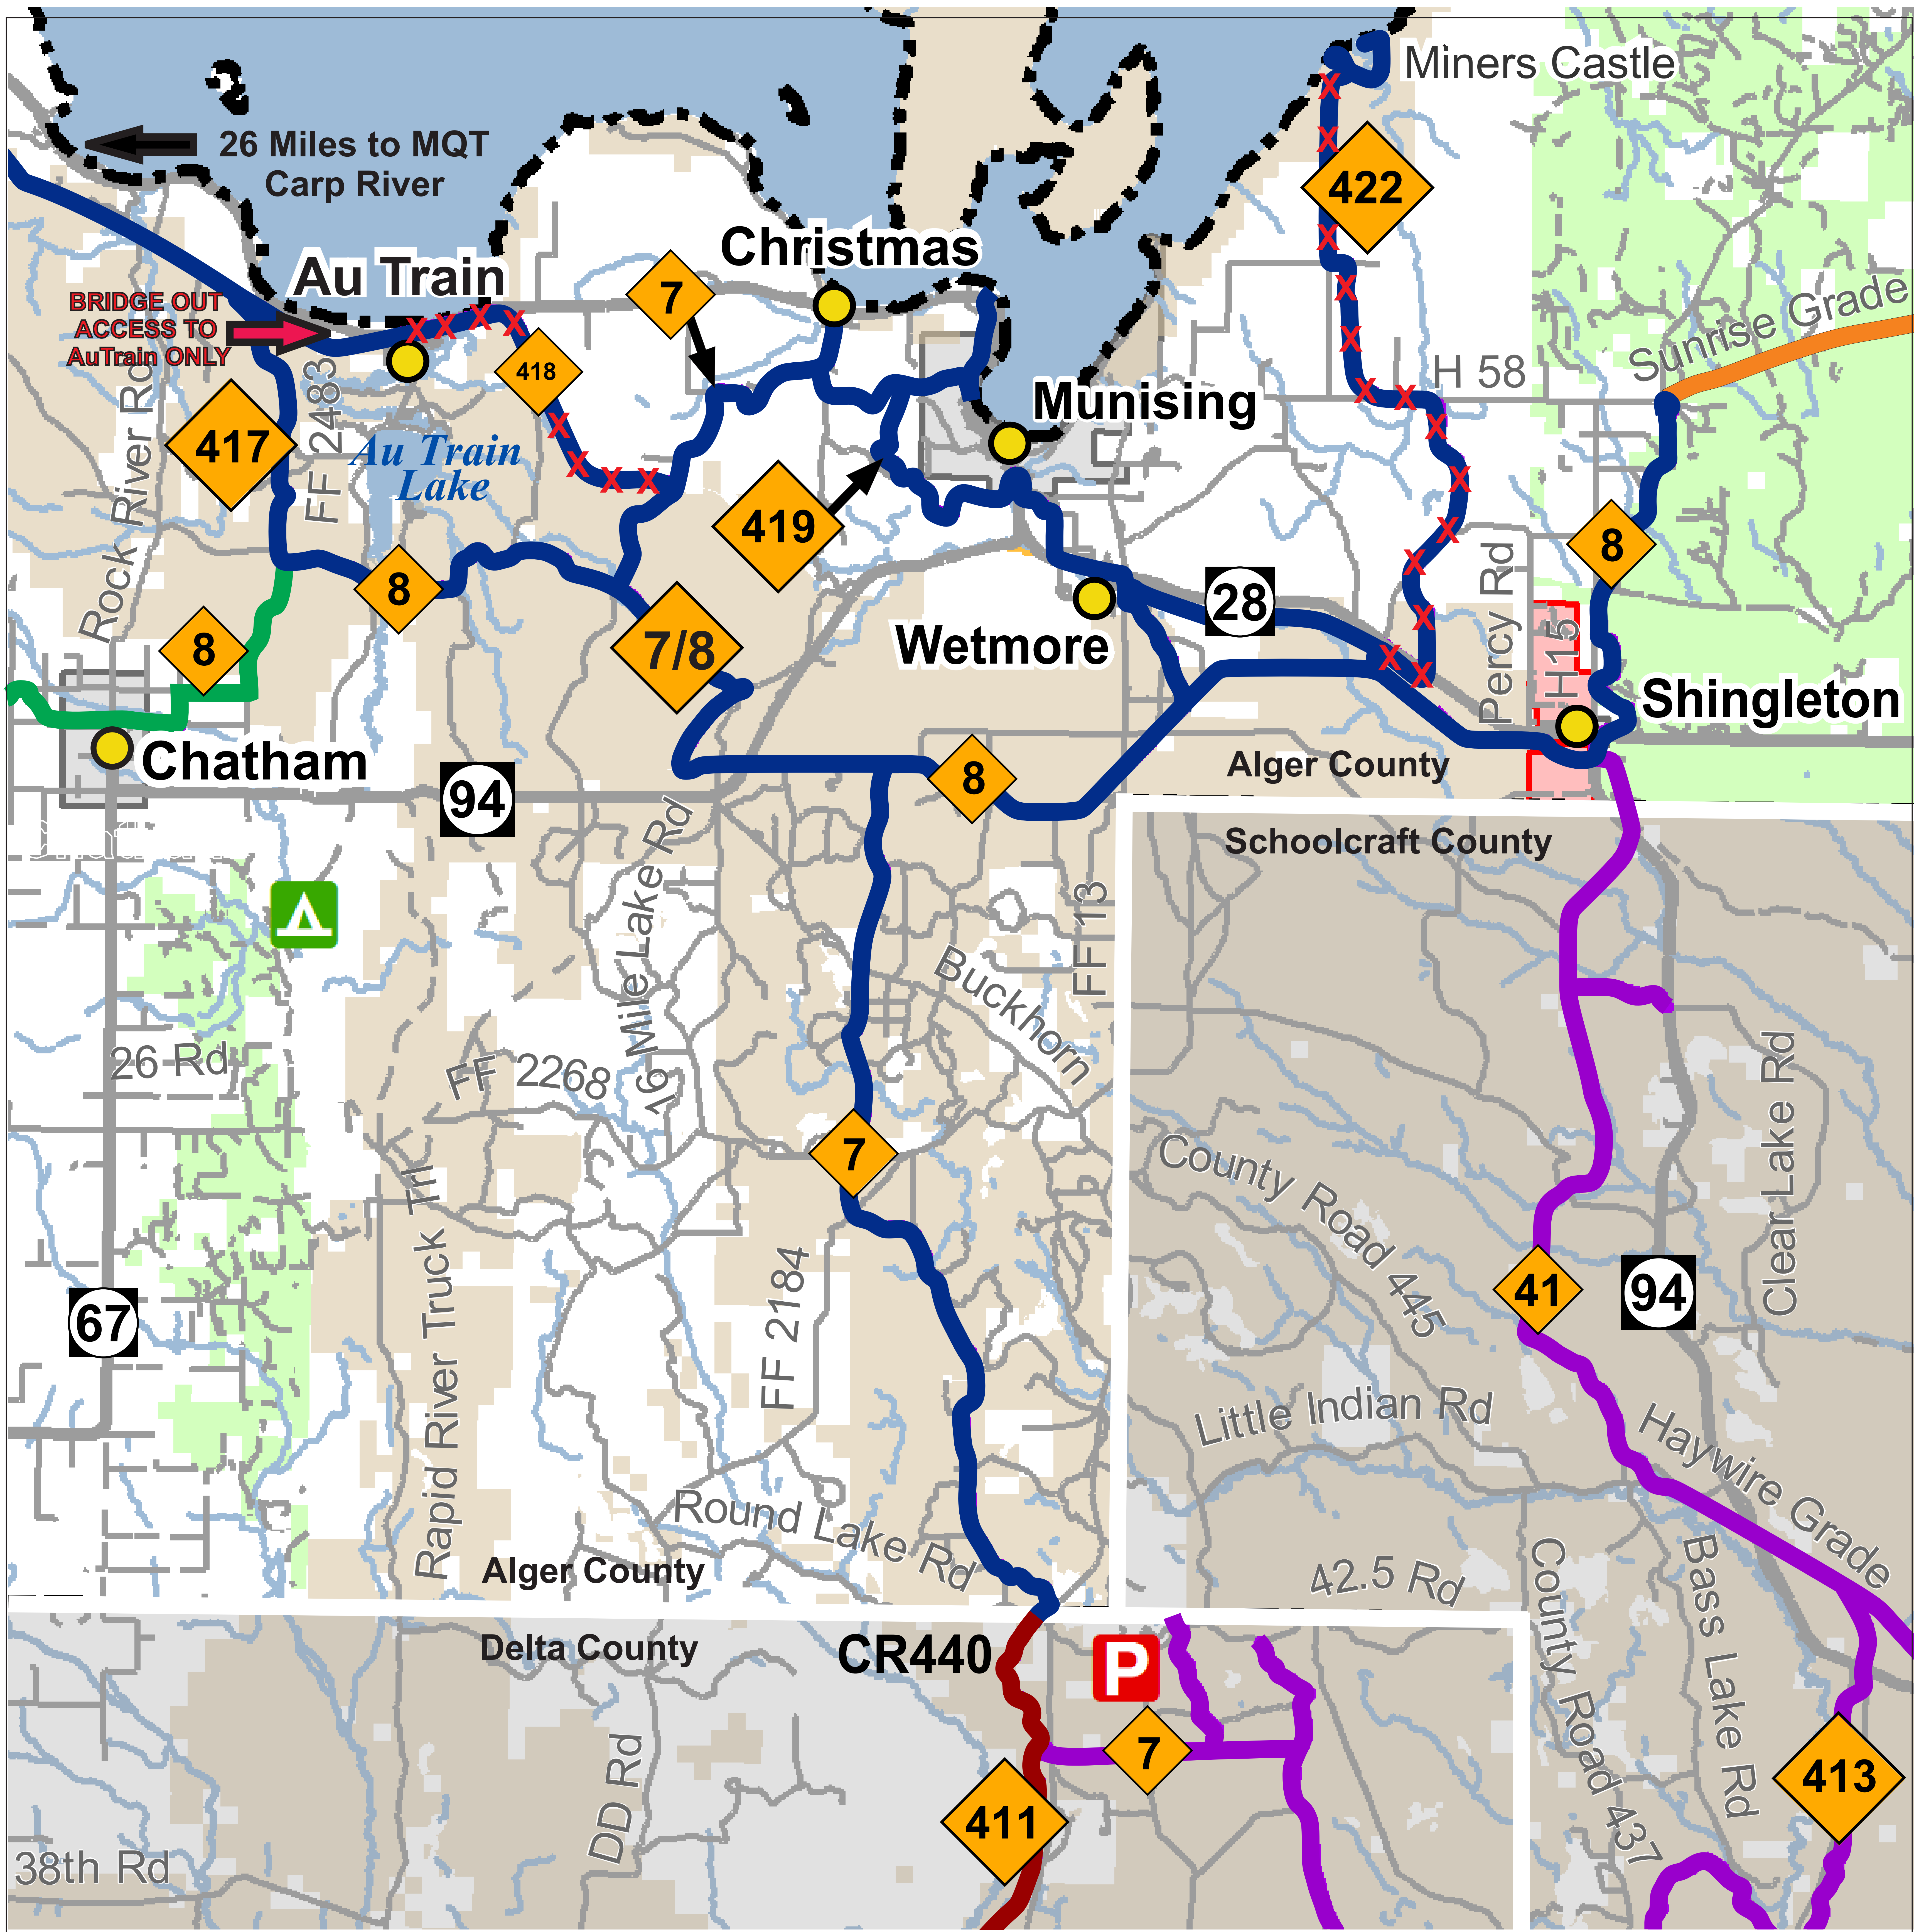 Miners Castle
26 Miles to MQT
Carp River
422
Christmas
Au Train
7
BRIDGE OUT
ACCESS TO
AuTrain ONLY
Sunrise Grade
418
H 58
Munising
FF 2483
417
Au Train
Lake
Rock River Rd
419
8
8
8
28
Percy Rd
H15
7/8
Wetmore
Shingleton
Chatham
Alger County
8
94
Schoolcraft County
16 Mile Lake Rd
FF 13
Buckhorn
26 Rd
FF 2268
Clear Lake Rd
7
County Road 445
Rapid River Truck Trl
FF 2184
41
94
67
Little Indian Rd
Haywire Grade
Round Lake Rd
Alger County
42.5 Rd
County Road 437
Bass Lake Rd
Delta County
CR440
P
7
DD Rd
411
413
38th Rd